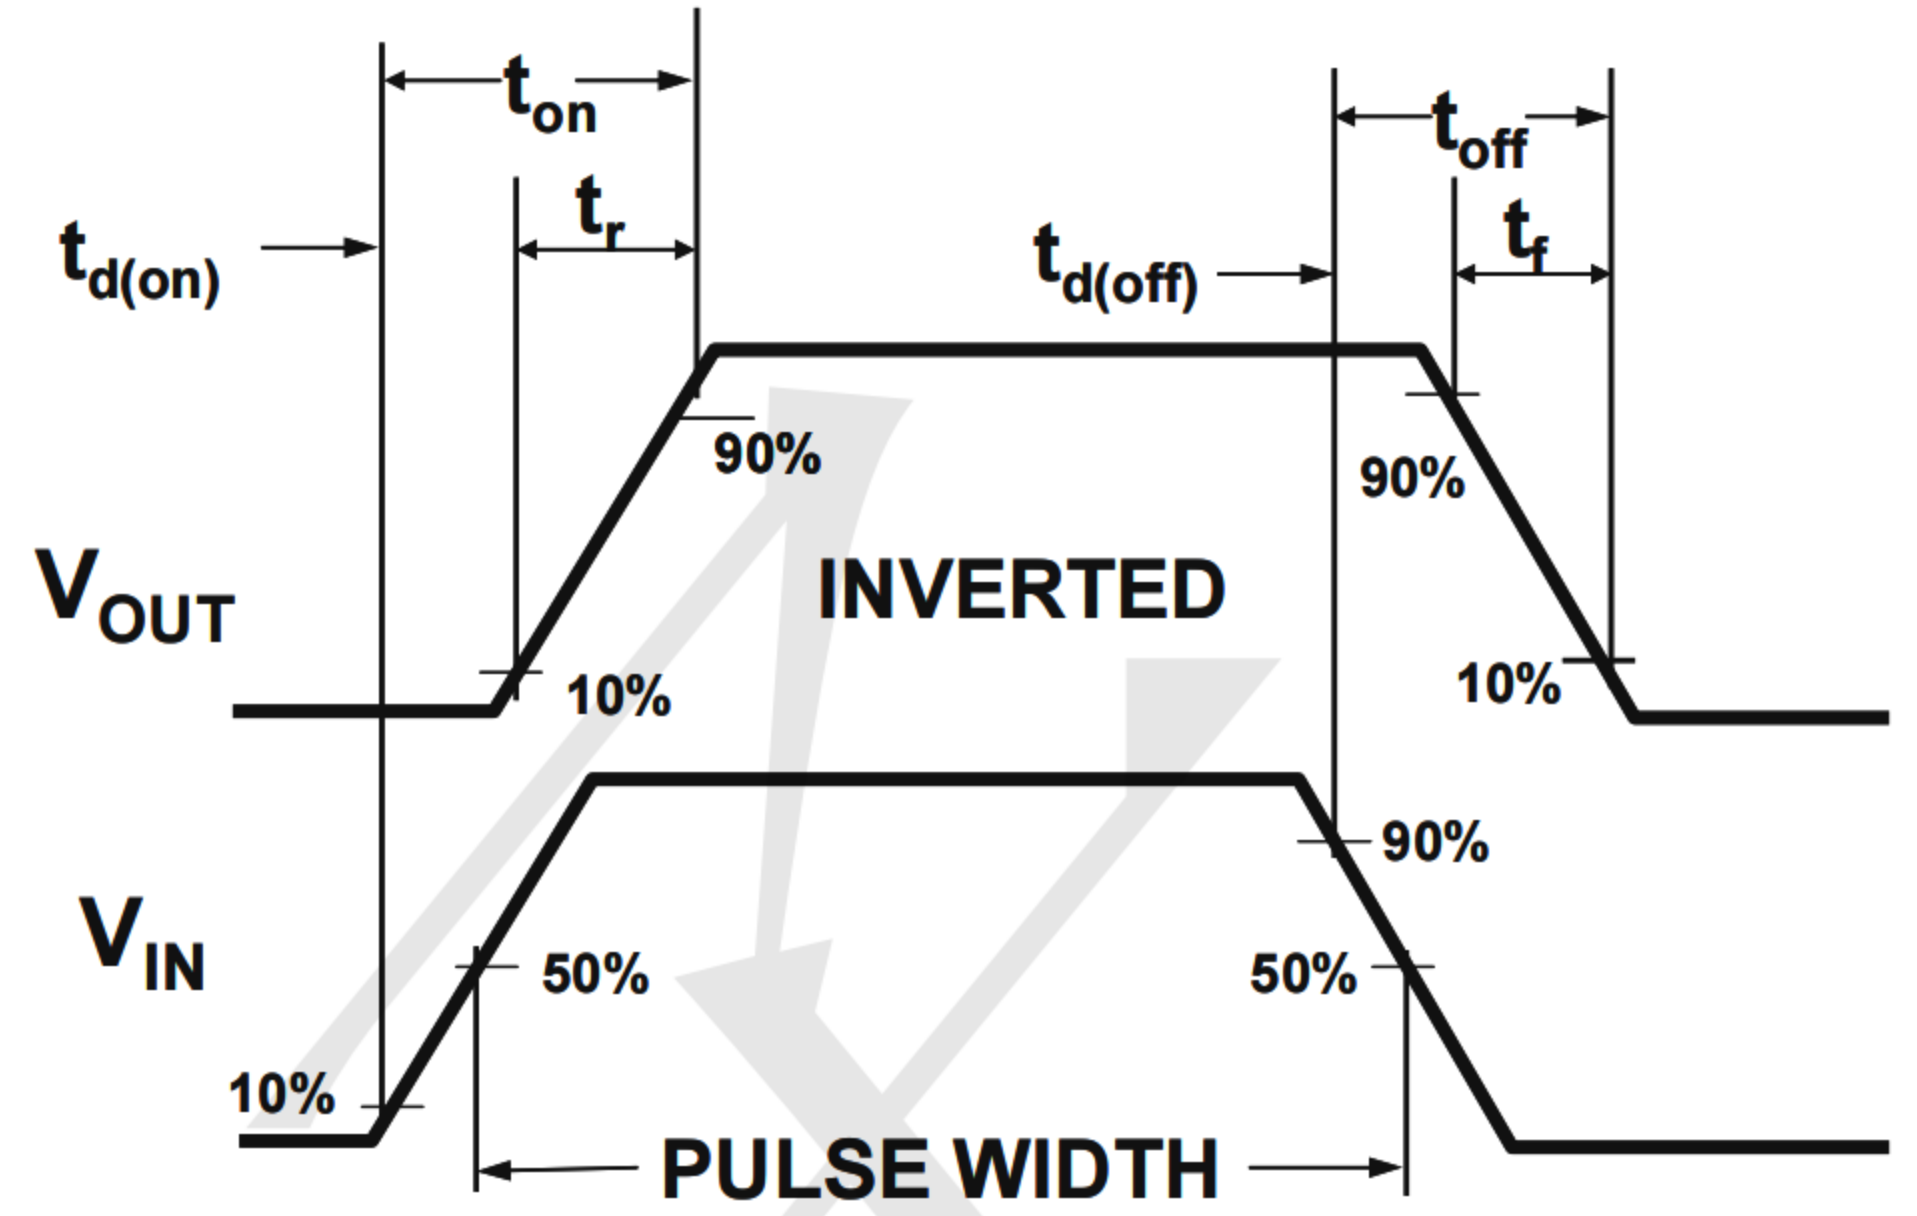 ton
toff
tr
tf
td(on)
td(off)
90%
90%
VOUT
INVERTED
10%
10%
90%
VIN
50%
50%
10%
PULSE WIDTH